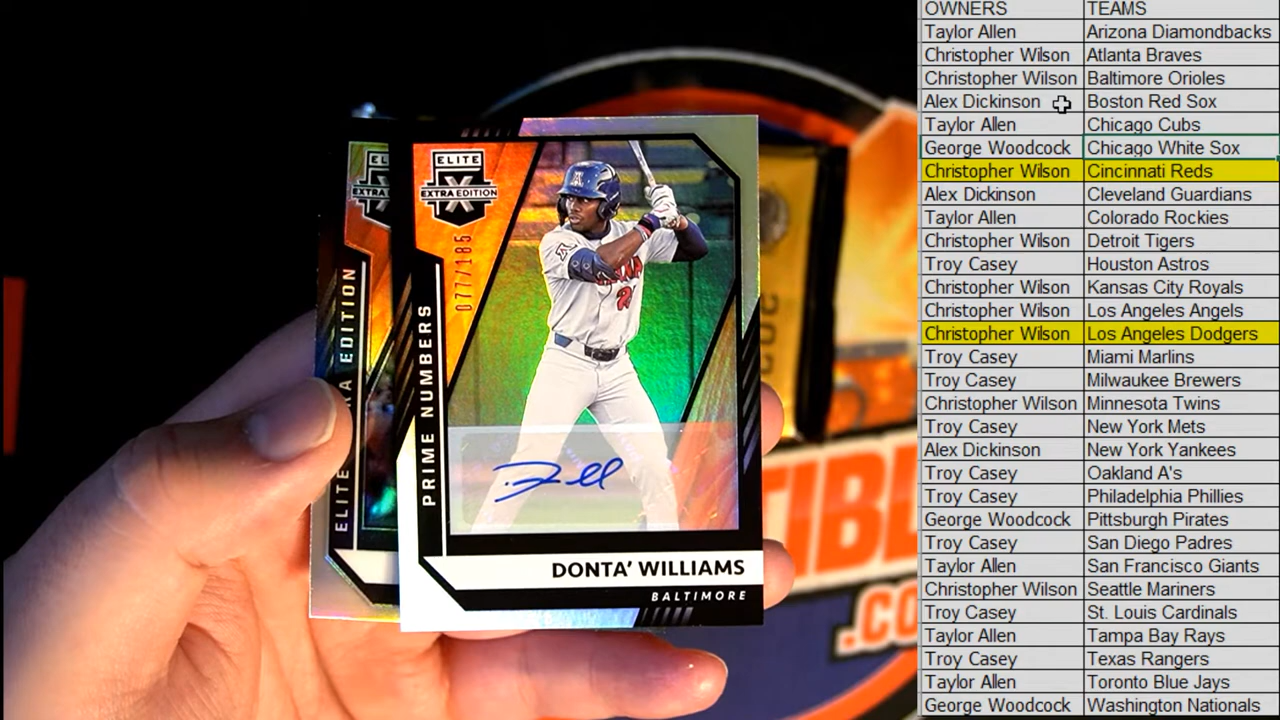 OWNERS TEAMS
Taylor Allen Arizona Diamondbacks
Christopher Wilson Atlanta Braves
Christopher Wilson Baltimore Orioles
Alex Dickinson Boston Red Sox
Taylor Allen Chicago Cubs
George Woodcock Chicago White Sox
Christopher Wilson Cincinnati Reds
Alex Dickinson Cleveland Guardians
Taylor Allen Colorado Rockies
Christopher Wilson Detroit Tigers
Troy Casey Houston Astros
Christopher Wilson Kansas City Royals
Christopher Wilson Los Angeles Angels
Christopher Wilson Los Angeles Dodgers
Troy Casey Miami Marlins
Troy Casey Milwaukee Brewers
Christopher Wilson Minnesota Twins
Troy Casey New York Mets
Alex Dickinson New York Yankees
Troy Casey Oakland A's
Troy Casey Philadelphia Phillies
George Woodcock Pittsburgh Pirates
Troy Casey San Diego Padres
Taylor Allen San Francisco Giants
Christopher Wilson Seattle Mariners
Troy Casey St. Louis Cardinals
Taylor Allen Tampa Bay Rays
Troy Casey Texas Rangers
Taylor Allen Toronto Blue Jays
George Woodcock Washington Nationals
ELITE
EXTRA EDITION
077/185
PRIME NUMBERS
DONTA' WILLIAMS
BALTIMORE
ELITE
EDITION
.CO